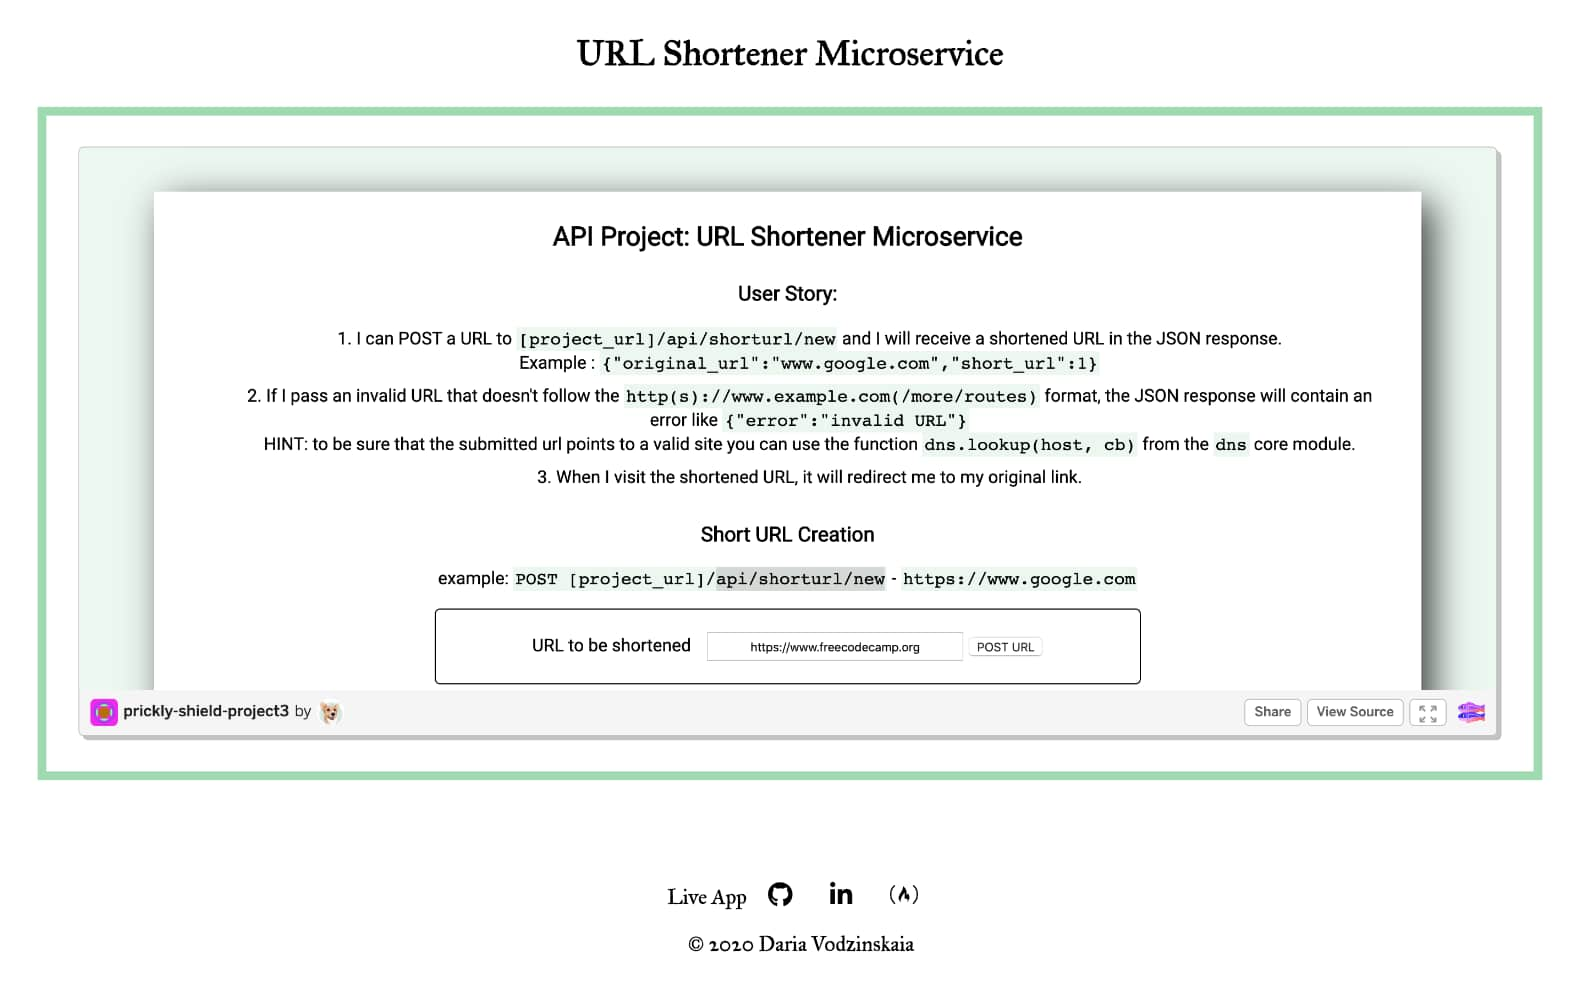 URL Shortener Microservice
API Project: URL Shortener Microservice
User Story:
1. I can POST a URL to [project_url]/api/shorturl/new and I will receive a shortened URL in the JSON response.
Example : {"original_url":"www.google.com","short_url":1}
2. If I pass an invalid URL that doesn't follow the http(s)://www.example.com(/more/routes) format, the JSON response will contain an
error like {"error":"invalid URL"}
HINT: to be sure that the submitted url points to a valid site you can use the function dns.lookup(host, cb) from the dns core module.
3. When I visit the shortened URL, it will redirect me to my original link.
Short URL Creation
example: POST [project_url]/api/shorturl/new - https://www.google.com
URL to be shortened https://www.freecodecamp.org POST URL
prickly-shield-project3 by Share View Source
Live App in
© 2020 Daria Vodzinskaia